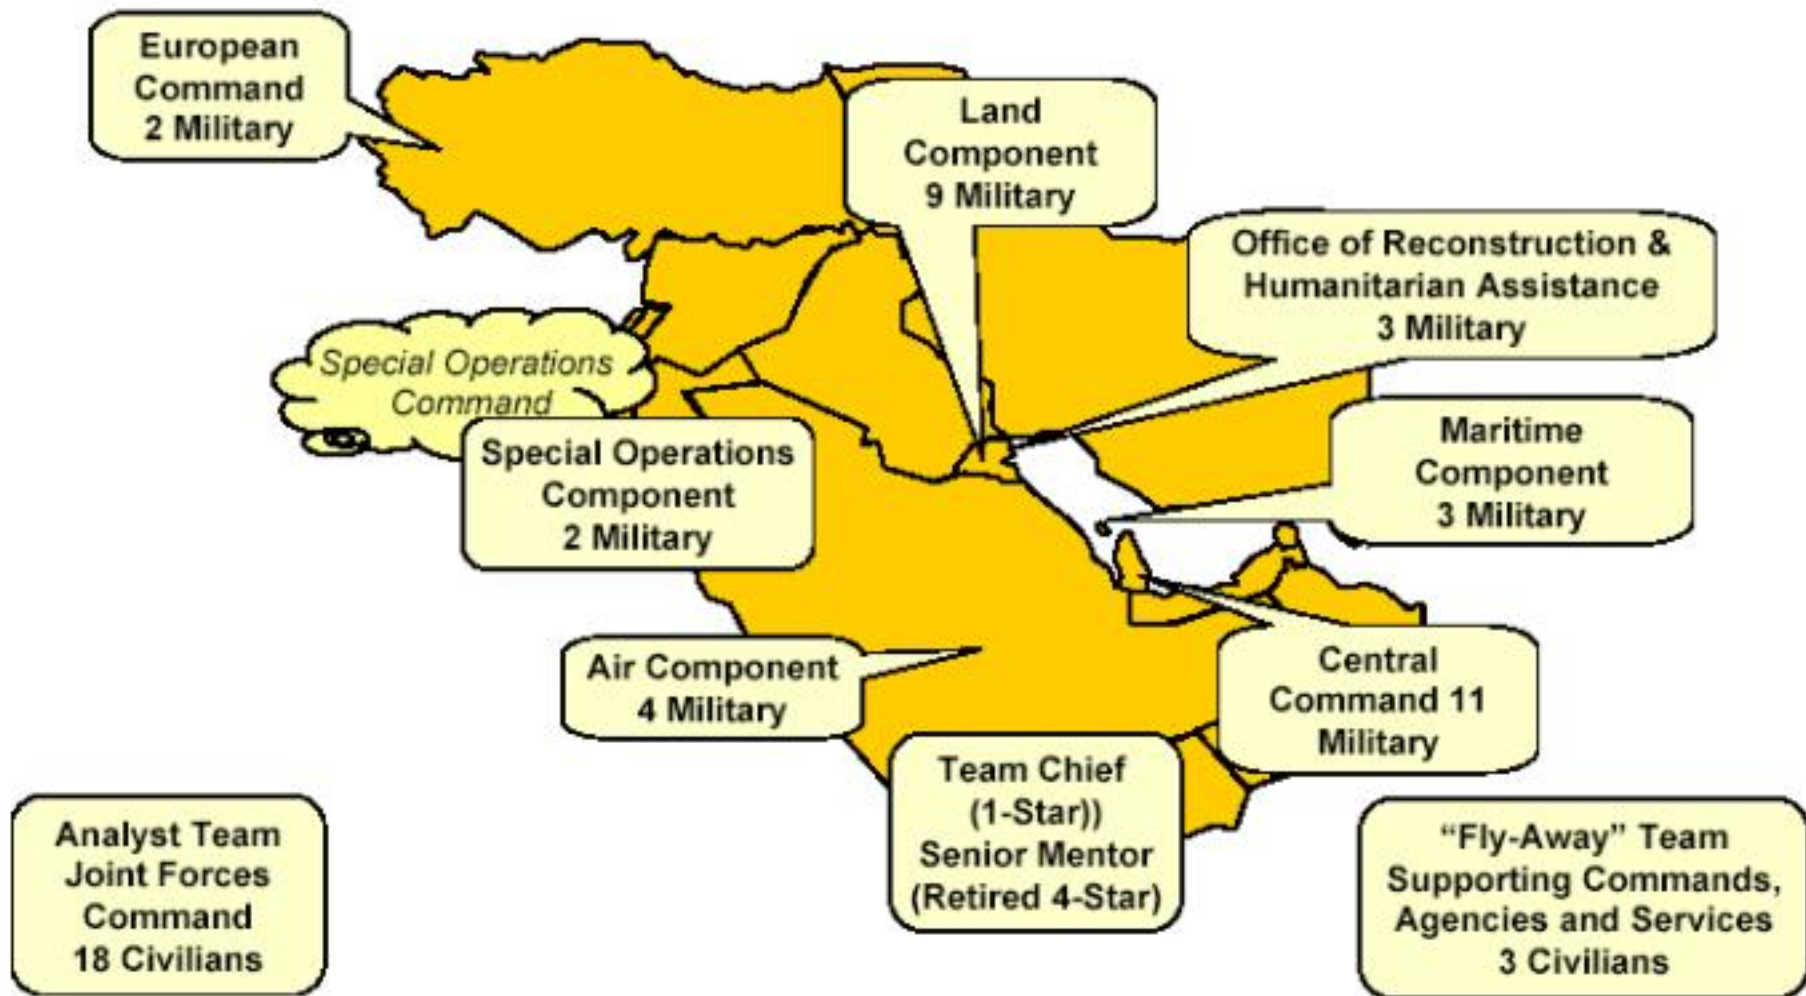 European
Command
2 Military
Land
Component
9 Military
Office of Reconstruction &
Humanitarian Assistance
3 Military
Special Operations
Command
Special Operations
Component
2 Military
Maritime
Component
3 Military
Air Component
4 Military
Central
Command 11
Military
Team Chief
(1-Star))
Senior Mentor
(Retired 4-Star)
Analyst Team
Joint Forces
Command
18 Civilians
“Fly-Away” Team
Supporting Commands,
Agencies and Services
3 Civilians